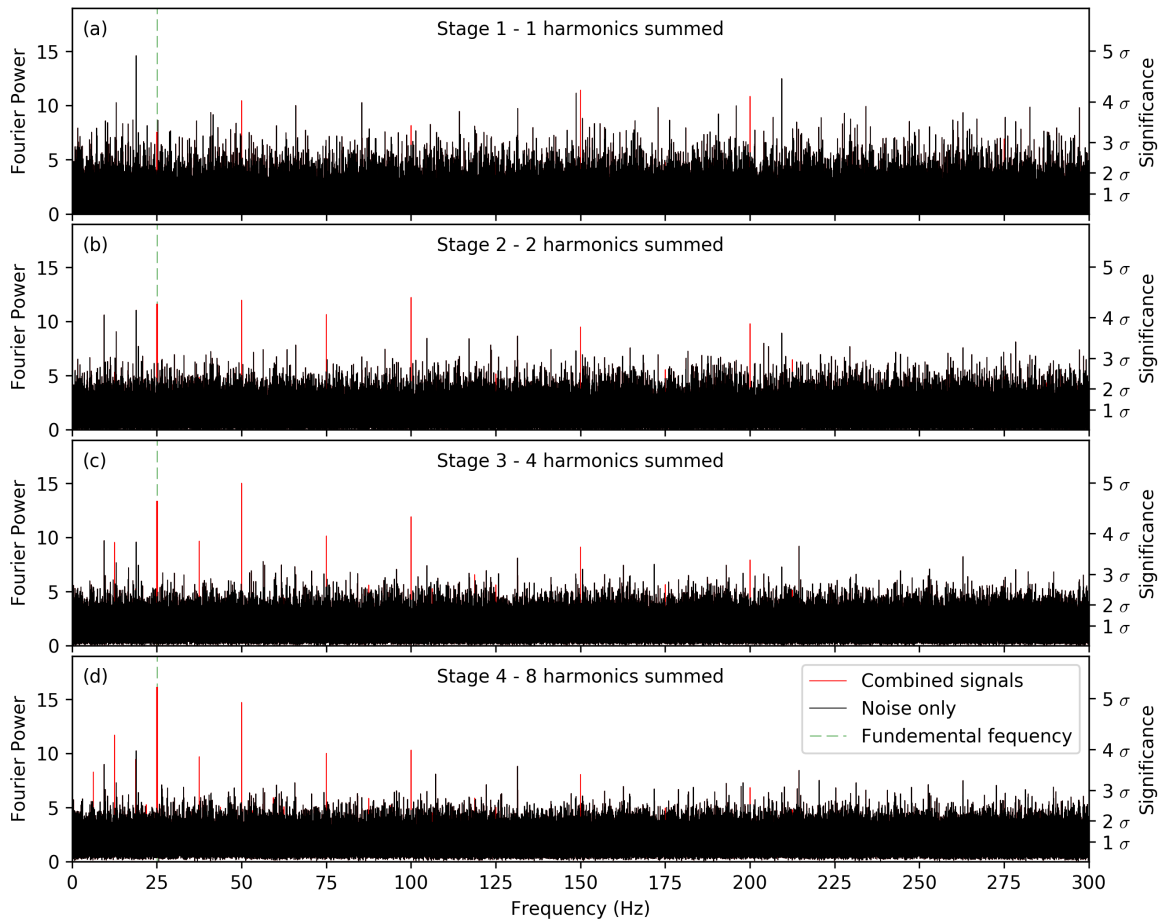 (a)
Stage 1 - 1 harmonics summed
Fourier Power
15
10
5
0
5 σ
4 σ
3 σ
2 σ
1 σ
Significance
(b)
Stage 2 - 2 harmonics summed
Fourier Power
15
10
5
0
5 σ
4 σ
3 σ
2 σ
1 σ
Significance
(c)
Stage 3 - 4 harmonics summed
Fourier Power
15
10
5
0
5 σ
4 σ
3 σ
2 σ
1 σ
Significance
(d)
Stage 4 - 8 harmonics summed
Combined signals
Noise only
Fundemental fequency
Fourier Power
15
10
5
0
5 σ
4 σ
3 σ
2 σ
1 σ
Significance
0 25 50 75 100 125 150 175 200 225 250 275 300
Frequency (Hz)